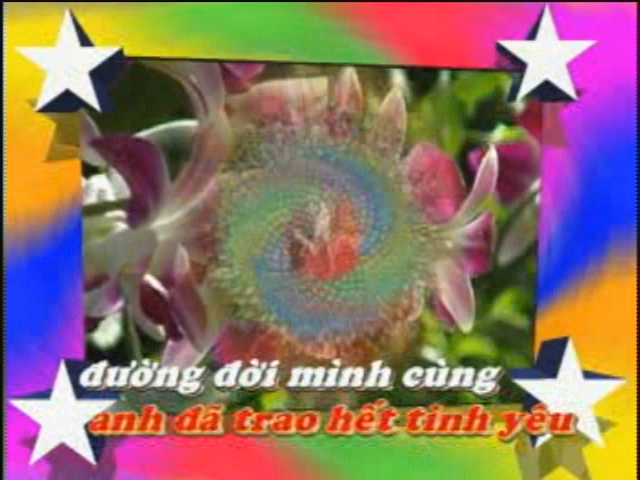 đường đời mình cùng
anh đã trao hết tình yêu